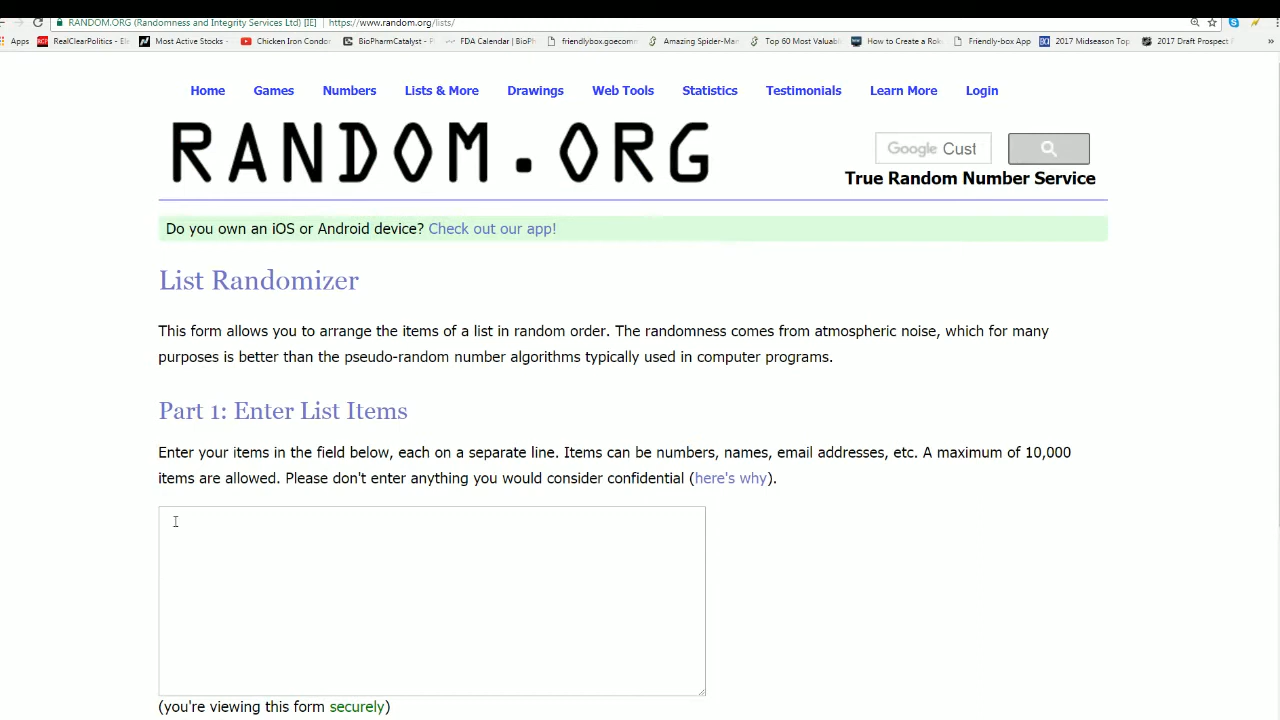 RANDOM.ORG (Randomness and Integrity Services Ltd) [IE] https://www.random.org/lists/
Apps RealClearPolitics - Ele Most Active Stocks - Chicken Iron Condor BioPharmCatalyst - FDA Calendar | BioPh friendlybox.goecomm Amazing Spider-Man Top 60 Most Valuabl How to Create a Rok Friendly-box App 2017 Midseason Top 2017 Draft Prospect »
Home Games Numbers Lists & More Drawings Web Tools Statistics Testimonials Learn More Login
RANDOM.ORG
Google Cust
True Random Number Service
Do you own an iOS or Android device? Check out our app!
List Randomizer
This form allows you to arrange the items of a list in random order. The randomness comes from atmospheric noise, which for many
purposes is better than the pseudo-random number algorithms typically used in computer programs.
Part 1: Enter List Items
Enter your items in the field below, each on a separate line. Items can be numbers, names, email addresses, etc. A maximum of 10,000
items are allowed. Please don't enter anything you would consider confidential (here's why).
(you're viewing this form securely)